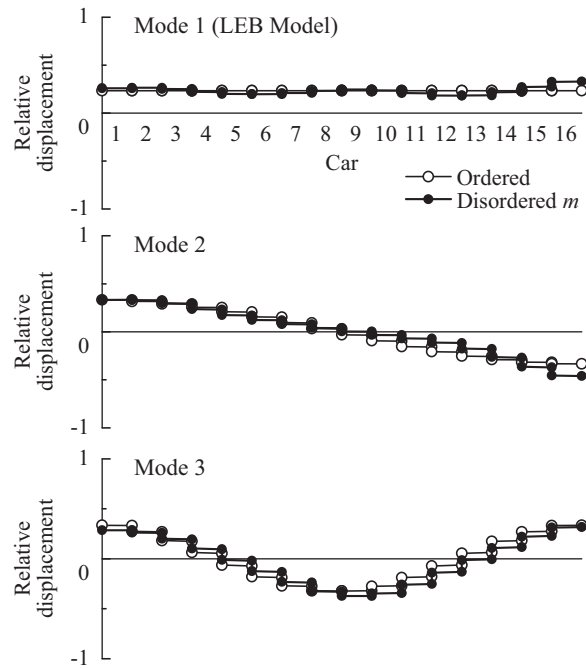 1
Mode 1 (LEB Model)
Relative
displacement
0
1 2 3 4 5 6 7 8 9 10 11 12 13 14 15 16
Car
Ordered
Disordered m
-1
1
Mode 2
Relative
displacement
0
-1
1
Mode 3
Relative
displacement
0
-1